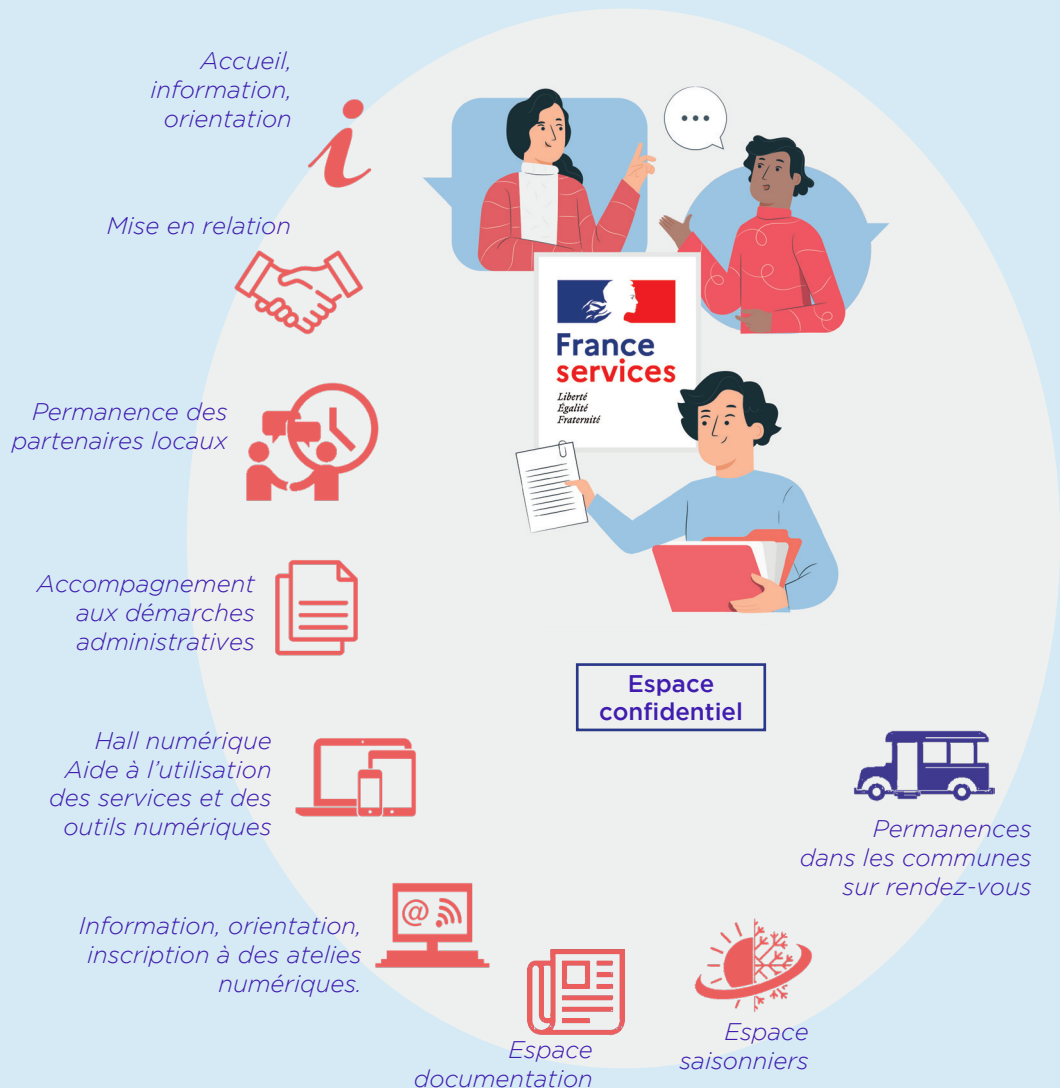 Accueil,
information,
orientation
Mise en relation
France
services
Liberté
Égalité
Fraternité
Permanence des
partenaires locaux
Accompagnement
aux démarches
administratives
Espace
confidentiel
Hall numérique
Aide à l'utilisation
des services et des
outils numériques
Permanences
dans les communes
sur rendez-vous
@
Information, orientation,
inscription à des atelies
numériques.
Espace
documentation
Espace
saisonniers